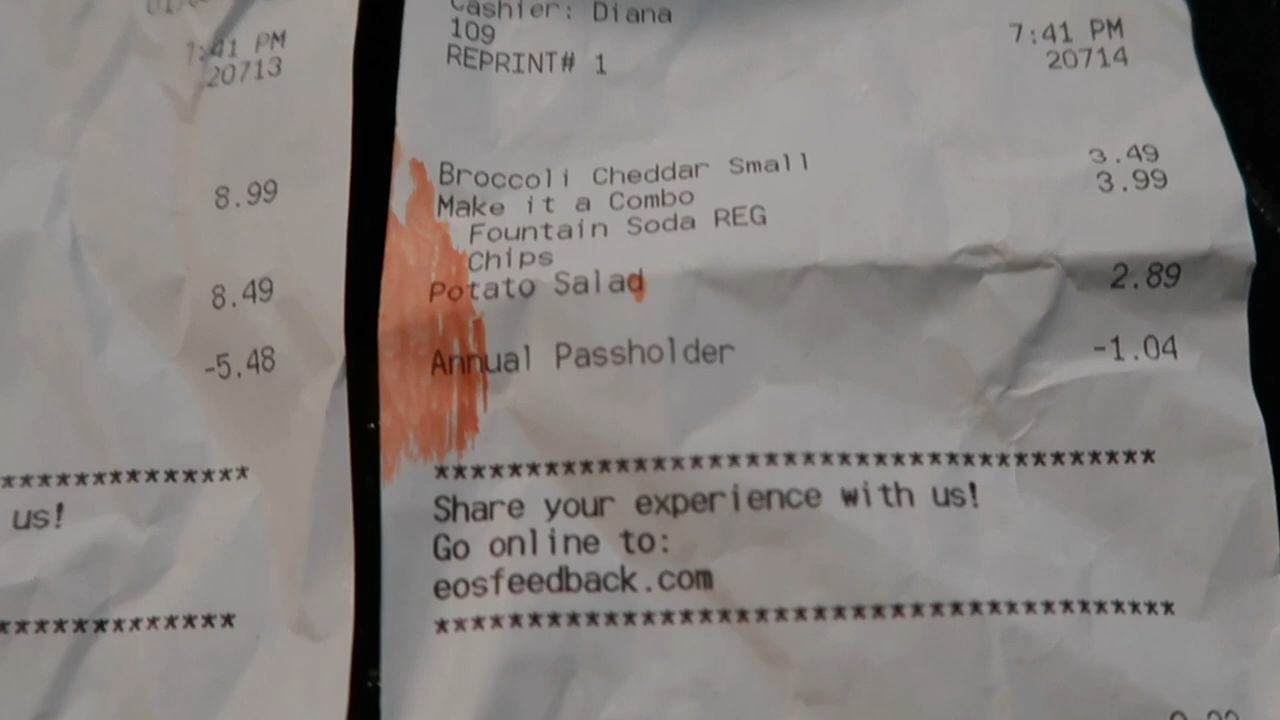 7:41 PM
20713
8.99
8.49
-5.48
*************
us!
*************
Cashier: Diana
109 7:41 PM
REPRINT# 1 20714
Broccoli Cheddar Small 3.49
Make it a Combo 3.99
Fountain Soda REG
Chips
Potato Salad 2.89
Annual Passholder -1.04
***************************************
Share your experience with us!
Go online to:
eosfeedback.com
***************************************